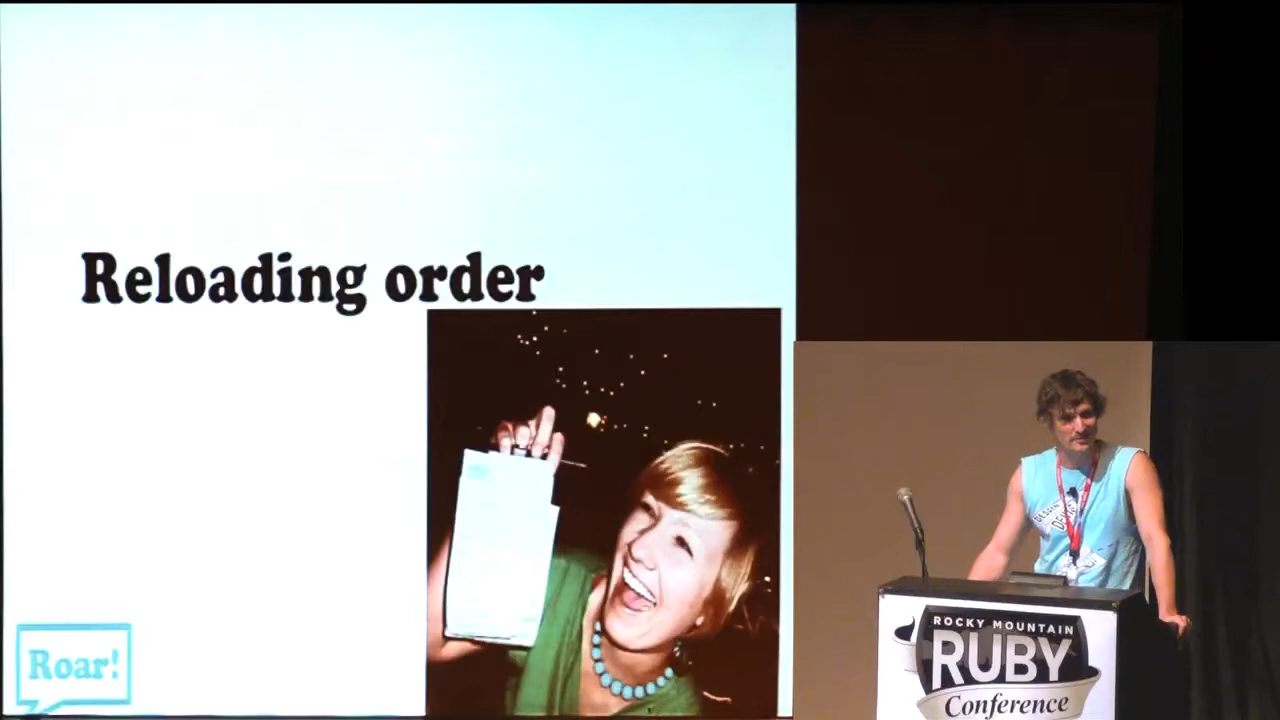 Reloading order
Roar!
ROCKY MOUNTAIN
RUBY
Conference